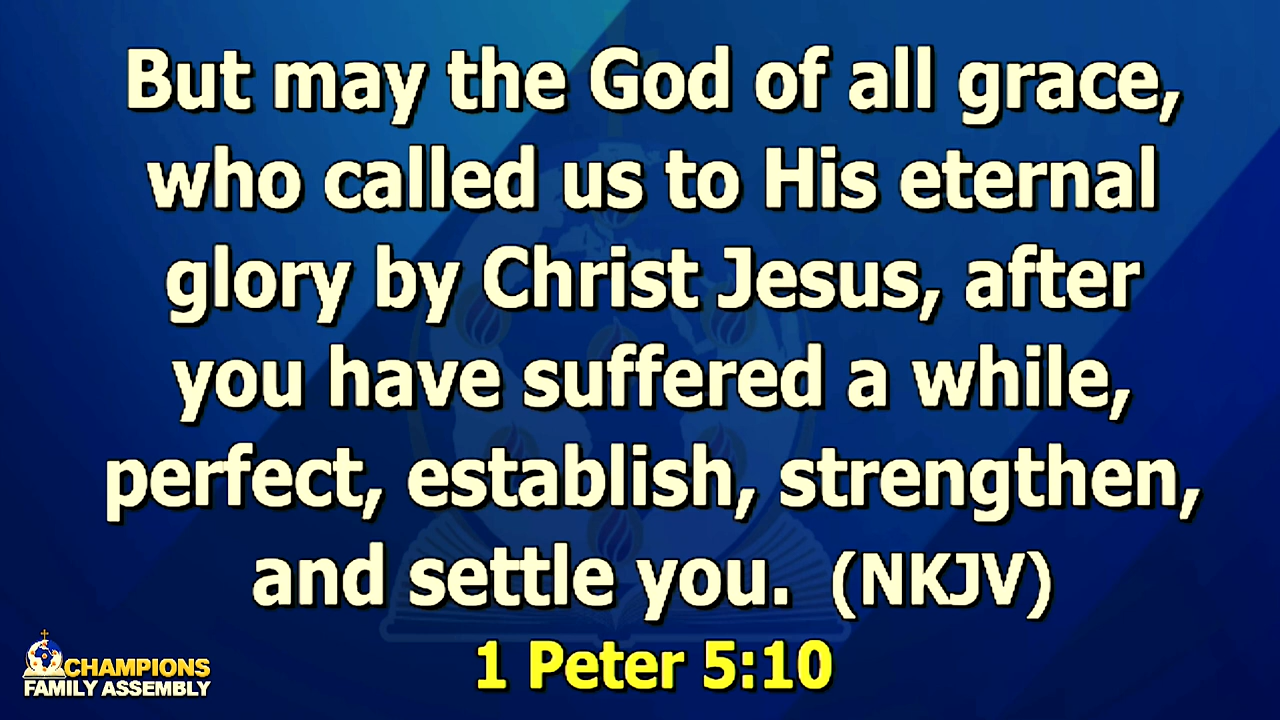 But may the God of all grace,
who called us to His eternal
glory by Christ Jesus, after
you have suffered a while,
perfect, establish, strengthen,
and settle you. (NKJV)
1 Peter 5:10
CHAMPIONS
FAMILY ASSEMBLY